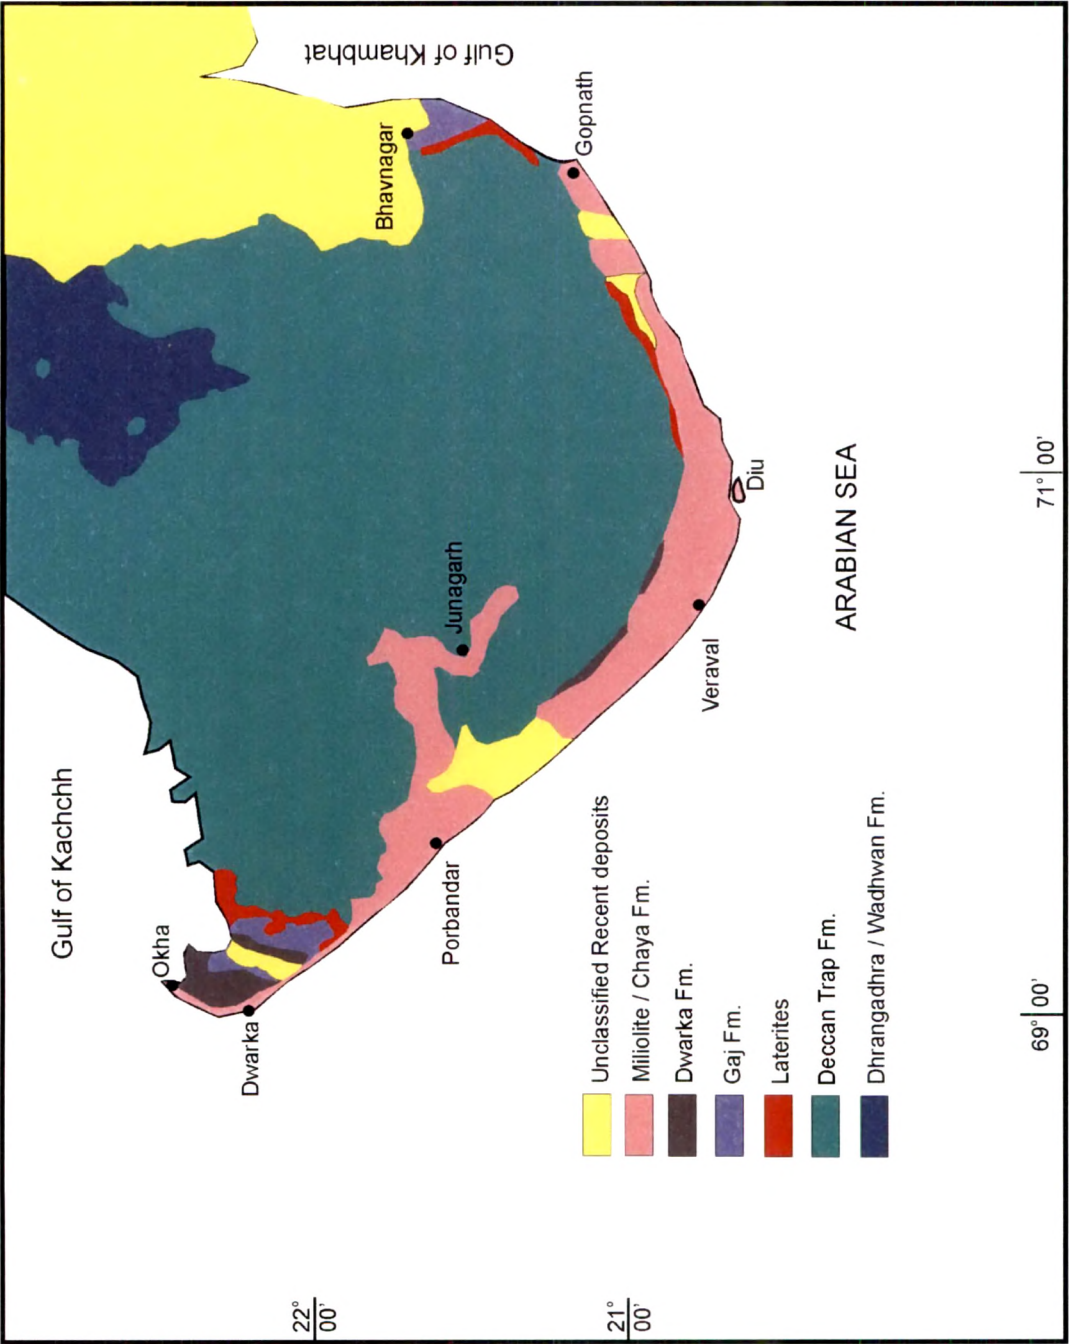 Gulf of Kachchh
Gulf of Khambhat
Okha
Dwarka
Bhavnagar
Gopnath
Junagarh
Porbandar
Veraval
Diu
ARABIAN SEA
22°
00'
21°
00'
69° 00'
71° 00'
Unclassified Recent deposits
Miliolite / Chaya Fm.
Dwarka Fm.
Gaj Fm.
Laterites
Deccan Trap Fm.
Dhrangadhra / Wadhwan Fm.